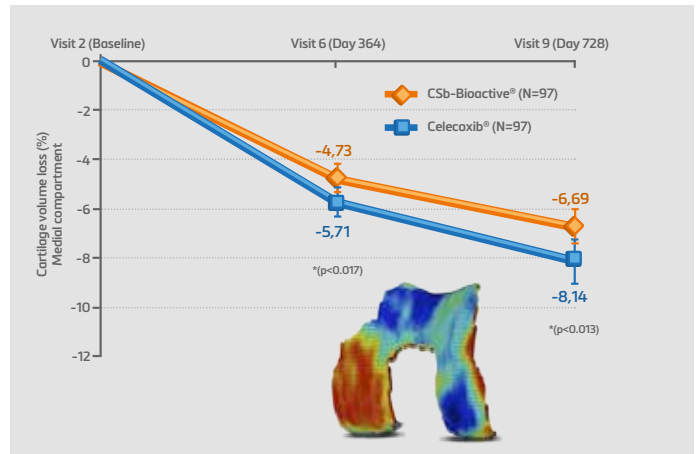 Visit 2 (Baseline)
Visit 6 (Day 364)
Visit 9 (Day 728)
0
-2
-4
-6
-8
-10
-12
Cartilage volume loss (%)
Medial compartment
CSb-Bioactive® (N=97)
Celecoxib® (N=97)
-4,73
-5,71
*(p<0.017)
-6,69
-8,14
*(p<0.013)